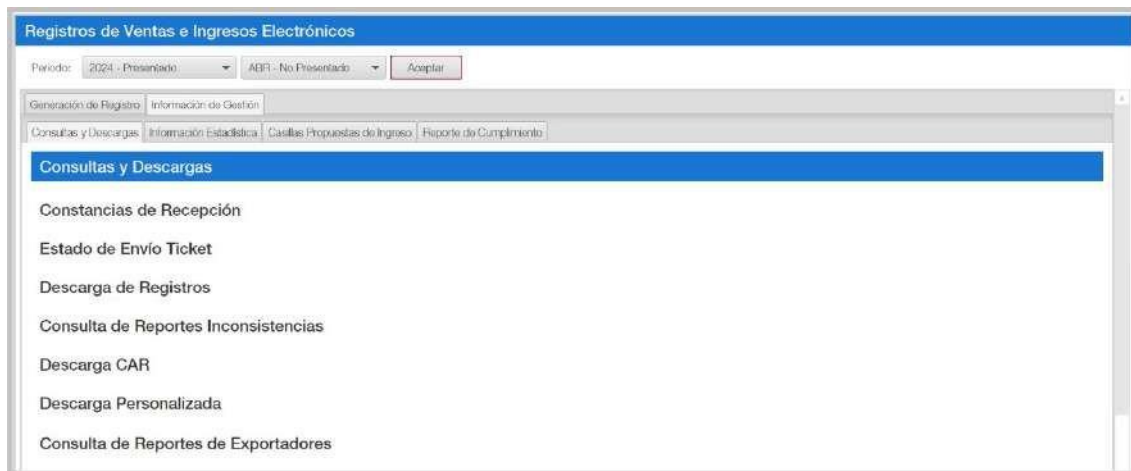 Registros de Ventas e Ingresos Electrónicos
Periodo: 2024 - Presentado ABR - No Presentado Aceptar
Generación de Registro Información de Gestión
Consultas y Descargas Información Estadística Casillas Propuestas de Ingreso Reporte de Cumplimiento
Consultas y Descargas
Constancias de Recepción
Estado de Envío Ticket
Descarga de Registros
Consulta de Reportes Inconsistencias
Descarga CAR
Descarga Personalizada
Consulta de Reportes de Exportadores